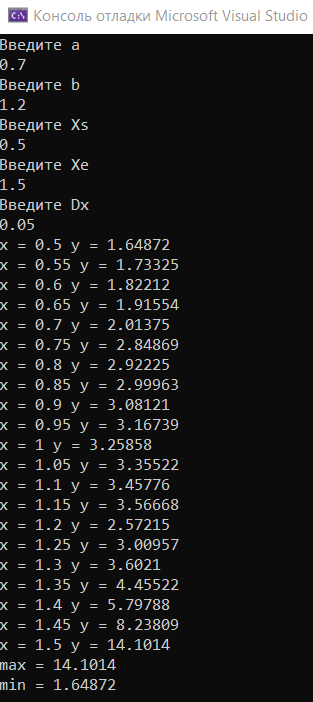 Консоль отладки Microsoft Visual Studio
Введите a
0.7
Введите b
1.2
Введите Xs
0.5
Введите Xe
1.5
Введите Dx
0.05
x = 0.5 y = 1.64872
x = 0.55 y = 1.73325
x = 0.6 y = 1.82212
x = 0.65 y = 1.91554
x = 0.7 y = 2.01375
x = 0.75 y = 2.84869
x = 0.8 y = 2.92225
x = 0.85 y = 2.99963
x = 0.9 y = 3.08121
x = 0.95 y = 3.16739
x = 1 y = 3.25858
x = 1.05 y = 3.35522
x = 1.1 y = 3.45776
x = 1.15 y = 3.56668
x = 1.2 y = 2.57215
x = 1.25 y = 3.00957
x = 1.3 y = 3.6021
x = 1.35 y = 4.45522
x = 1.4 y = 5.79788
x = 1.45 y = 8.23809
x = 1.5 y = 14.1014
max = 14.1014
min = 1.64872